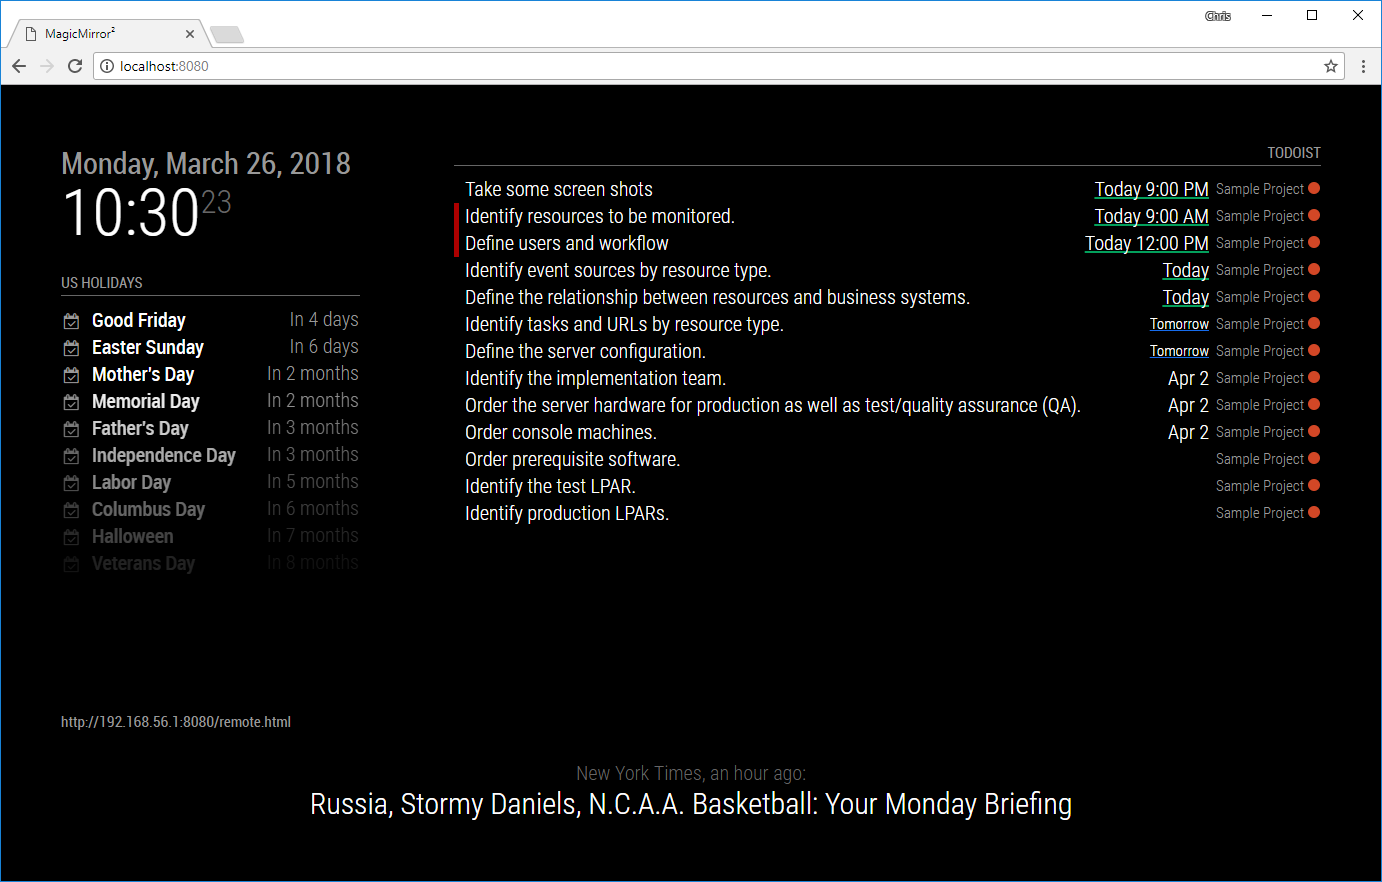 Chris
MagicMirror²
localhost:8080
Monday, March 26, 2018
10:30 23
US HOLIDAYS
Good Friday In 4 days
Easter Sunday In 6 days
Mother's Day In 2 months
Memorial Day In 2 months
Father's Day In 3 months
Independence Day In 3 months
Labor Day In 5 months
Columbus Day In 6 months
Halloween In 7 months
Veterans Day In 8 months
TODOIST
Take some screen shots Today 9:00 PM Sample Project
Identify resources to be monitored. Today 9:00 AM Sample Project
Define users and workflow Today 12:00 PM Sample Project
Identify event sources by resource type. Today Sample Project
Define the relationship between resources and business systems. Today Sample Project
Identify tasks and URLs by resource type. Tomorrow Sample Project
Define the server configuration. Tomorrow Sample Project
Identify the implementation team. Apr 2 Sample Project
Order the server hardware for production as well as test/quality assurance (QA). Apr 2 Sample Project
Order console machines. Apr 2 Sample Project
Order prerequisite software. Sample Project
Identify the test LPAR. Sample Project
Identify production LPARs. Sample Project
http://192.168.56.1:8080/remote.html
New York Times, an hour ago:
Russia, Stormy Daniels, N.C.A.A. Basketball: Your Monday Briefing